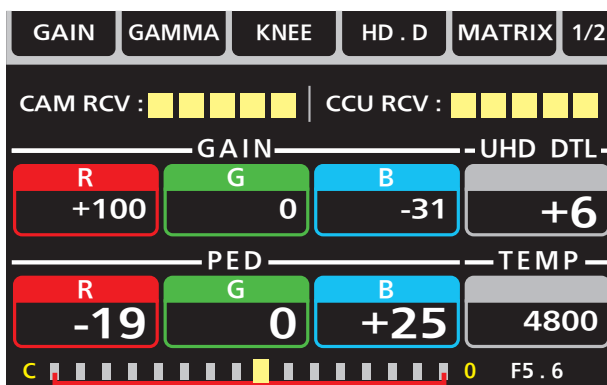 GAIN GAMMA KNEE HD . D MATRIX 1/2
CAM RCV : CCU RCV :
GAIN UHD DTL
R G B
+100 0 -31 +6
PED TEMP
R G B
-19 0 +25 4800
C 0 F5 . 6